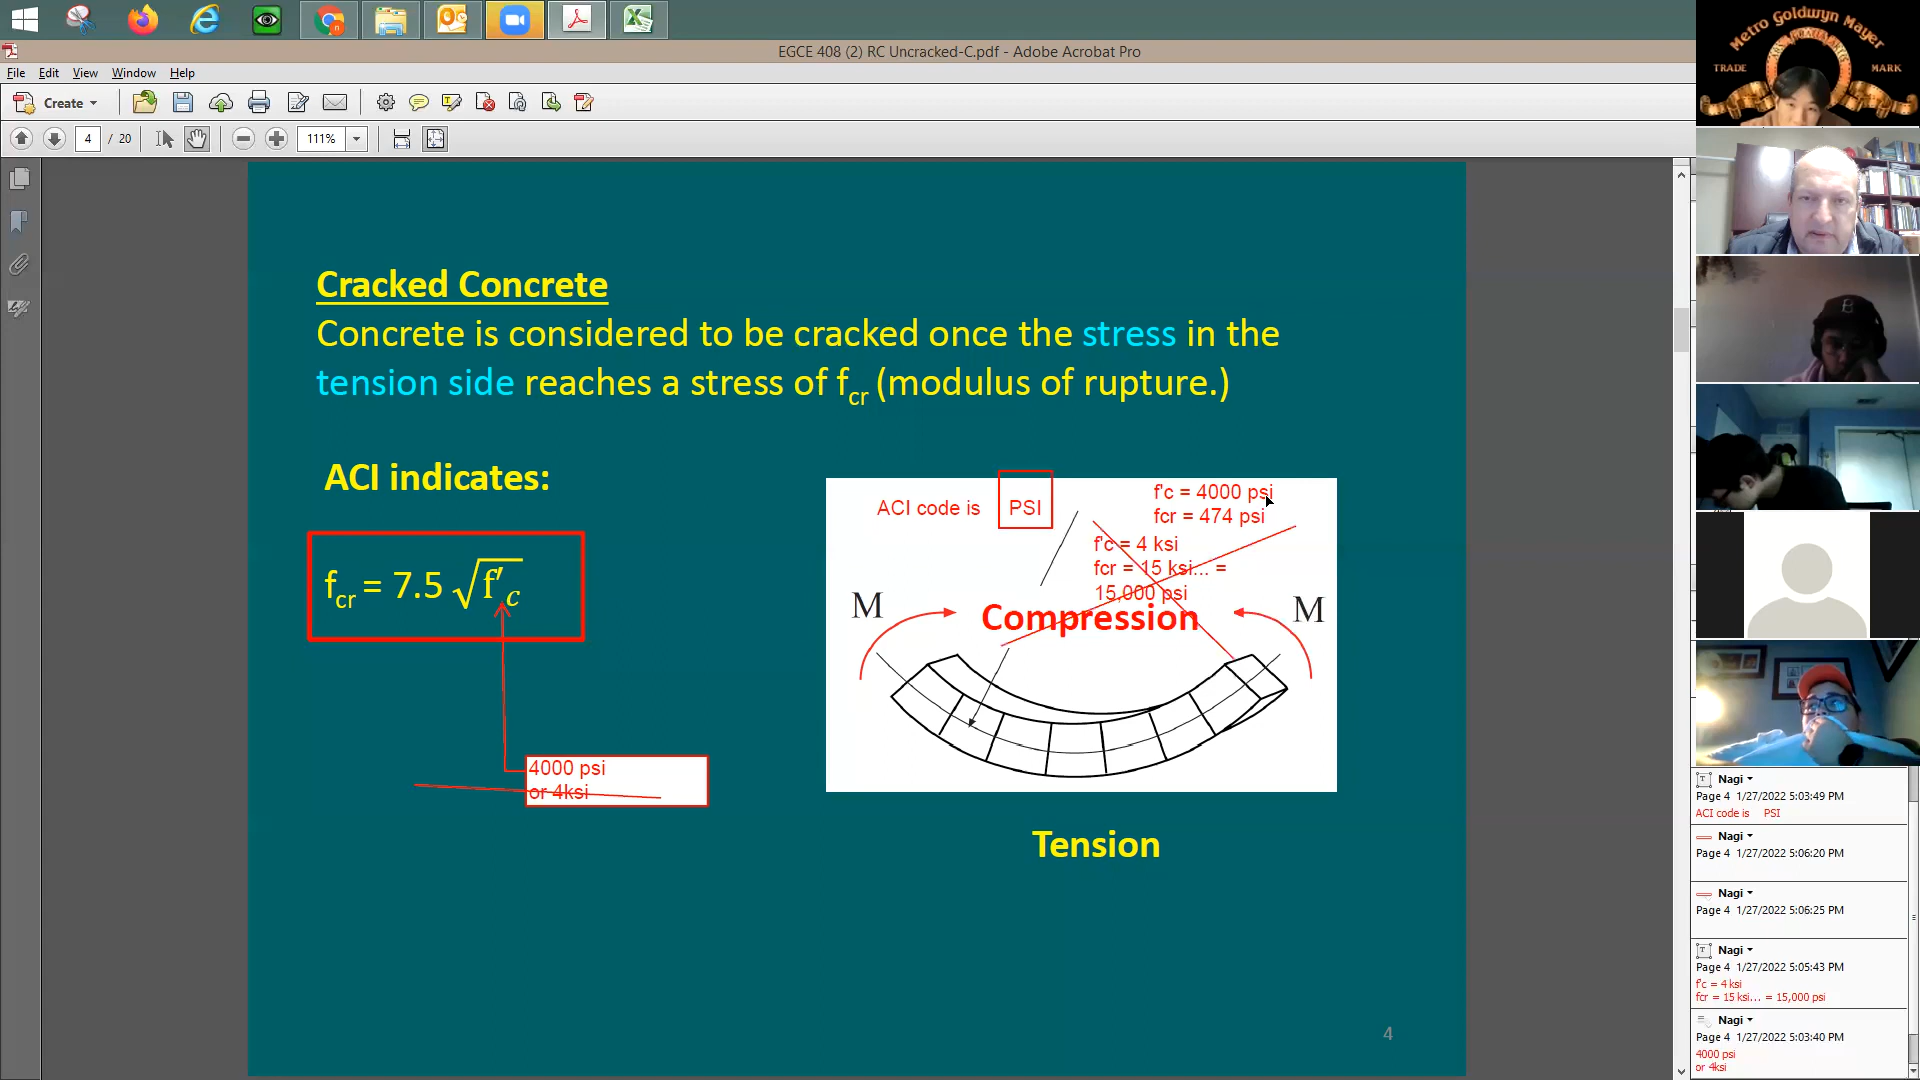 EGCE 408 (2) RC Uncracked-C.pdf - Adobe Acrobat Pro
File Edit View Window Help
Create
4 / 20
111%
Cracked Concrete
Concrete is considered to be cracked once the stress in the
tension side reaches a stress of fcr (modulus of rupture.)
ACI indicates:
fcr = 7.5 √f′c
4000 psi
or 4ksi
ACI code is PSI
f'c = 4000 psi
fcr = 474 psi
f'c = 4 ksi
fcr = 15 ksi... =
15,000 psi
M
Compression
M
Tension
4
Metro Goldwyn Mayer
TRADE MARK
Nagi
Page 4 1/27/2022 5:03:49 PM
ACI code is PSI
Nagi
Page 4 1/27/2022 5:06:20 PM
Nagi
Page 4 1/27/2022 5:06:25 PM
Nagi
Page 4 1/27/2022 5:05:43 PM
f'c = 4 ksi
fcr = 15 ksi... = 15,000 psi
Nagi
Page 4 1/27/2022 5:03:40 PM
4000 psi
or 4ksi